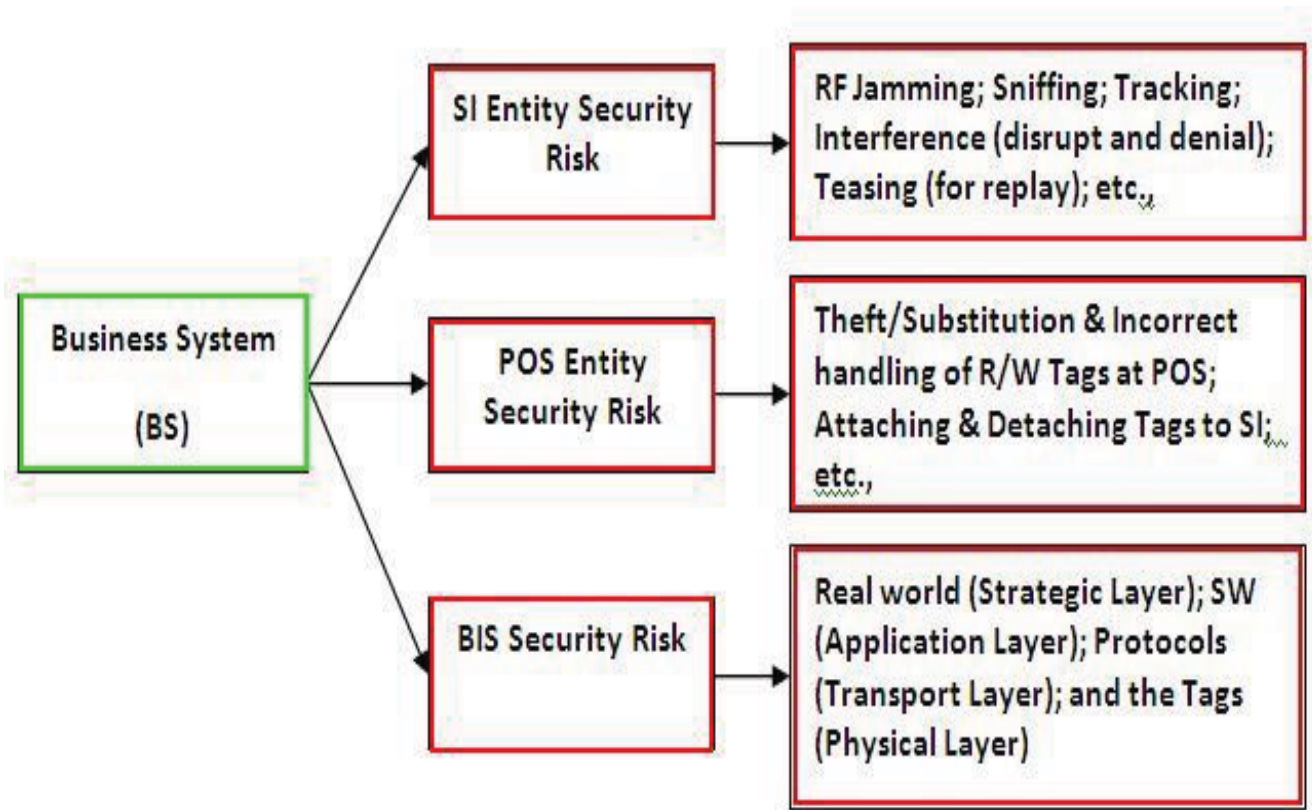 Business System
(BS)
SI Entity Security
Risk
RF Jamming; Sniffing; Tracking;
Interference (disrupt and denial);
Teasing (for replay); etc.,
POS Entity
Security Risk
Theft/Substitution & Incorrect
handling of R/W Tags at POS;
Attaching & Detaching Tags to SI;
etc.,
BIS Security Risk
Real world (Strategic Layer); SW
(Application Layer); Protocols
(Transport Layer); and the Tags
(Physical Layer)